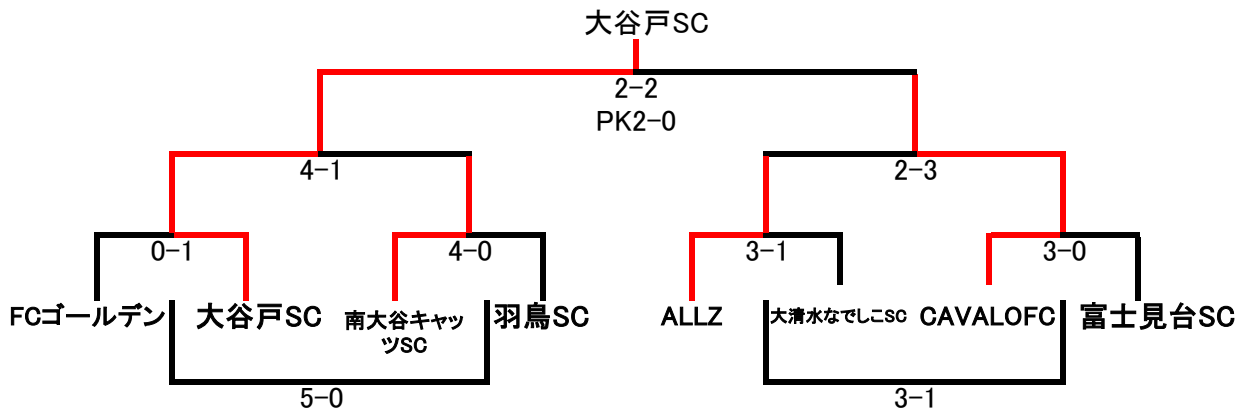 大谷戸SC
2-2
PK2-0
4-1
2-3
0-1
4-0
3-1
3-0
FCゴールデン
大谷戸SC
南大谷キャッ
ツSC
羽鳥SC
ALLZ
大清水なでしこSC
CAVALOFC
富士見台SC
5-0
3-1